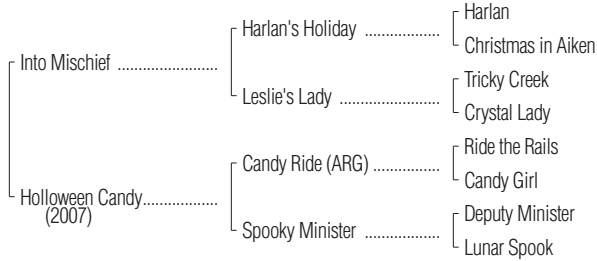 Harlan
Harlan's Holiday ..................
Christmas in Aiken
Into Mischief ........................
Tricky Creek
Leslie's Lady ........................
Crystal Lady
Ride the Rails
Candy Ride (ARG) ................
Candy Girl
Holloween Candy..................
(2007)
Deputy Minister
Spooky Minister ..................
Lunar Spook